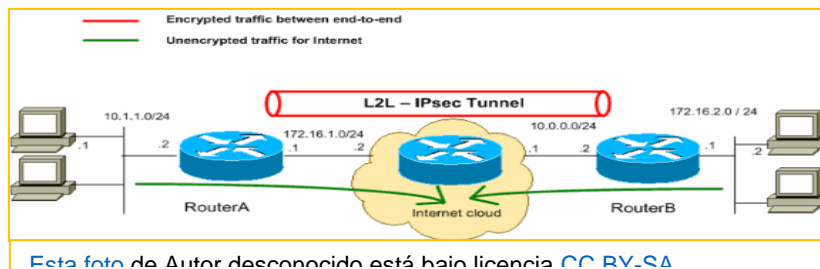 Encrypted traffic between end-to-end
Unencrypted traffic for Internet
L2L – IPsec Tunnel
10.1.1.0/24
172.16.1.0/24
10.0.0.0/24
172.16.2.0 / 24
.1
.2
.1
.2
.1
.2
.1
.2
RouterA
Internet cloud
RouterB
Esta foto de Autor desconocido está bajo licencia CC BY-SA